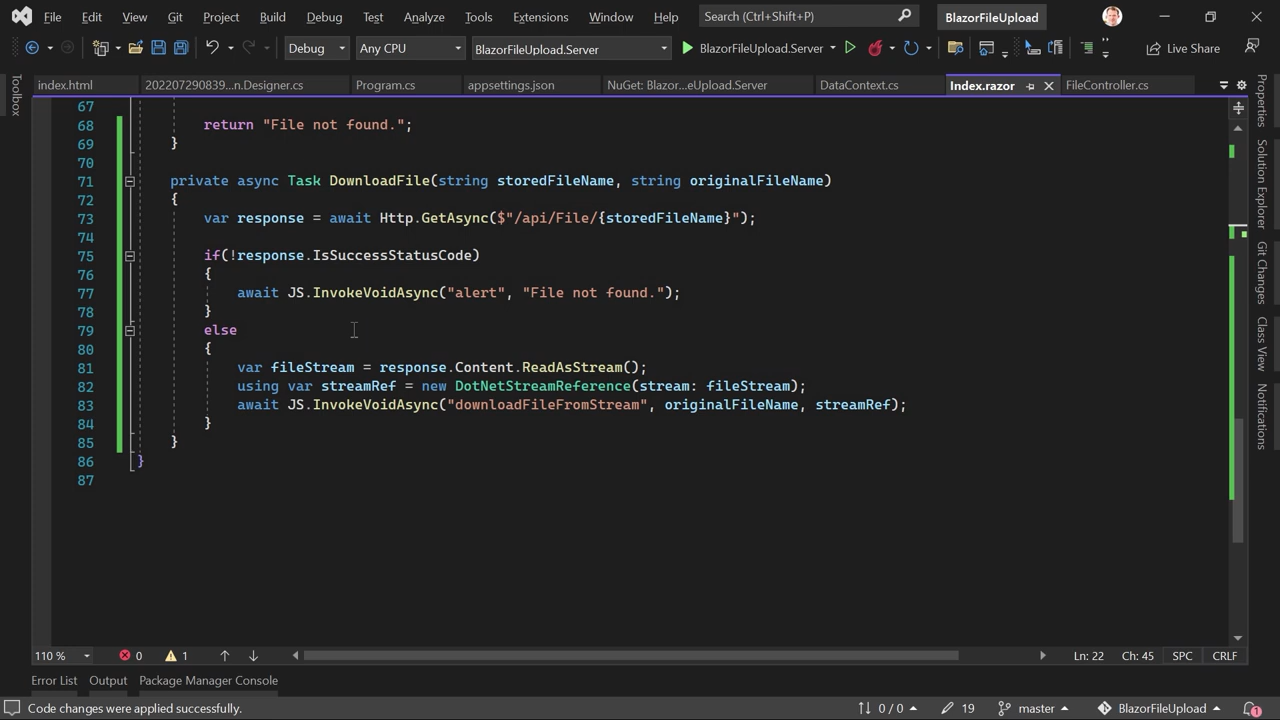 File Edit View Git Project Build Debug Test Analyze Tools Extensions Window Help Search (Ctrl+Shift+P) BlazorFileUpload
Debug Any CPU BlazorFileUpload.Server BlazorFileUpload.Server Live Share
index.html 202207290839...n.Designer.cs Program.cs appsettings.json NuGet: Blazor...eUpload.Server DataContext.cs Index.razor FileController.cs
Toolbox
67
68 return "File not found.";
69 }
70
71 private async Task DownloadFile(string storedFileName, string originalFileName)
72 {
73 var response = await Http.GetAsync($"/api/File/{storedFileName}");
74
75 if(!response.IsSuccessStatusCode)
76 {
77 await JS.InvokeVoidAsync("alert", "File not found.");
78 }
79 else
80 {
81 var fileStream = response.Content.ReadAsStream();
82 using var streamRef = new DotNetStreamReference(stream: fileStream);
83 await JS.InvokeVoidAsync("downloadFileFromStream", originalFileName, streamRef);
84 }
85 }
86 }
87
Properties
Solution Explorer
Git Changes
Class View
Notifications
110 % 0 1 Ln: 22 Ch: 45 SPC CRLF
Error List Output Package Manager Console
Code changes were applied successfully. 0 / 0 19 master BlazorFileUpload 1